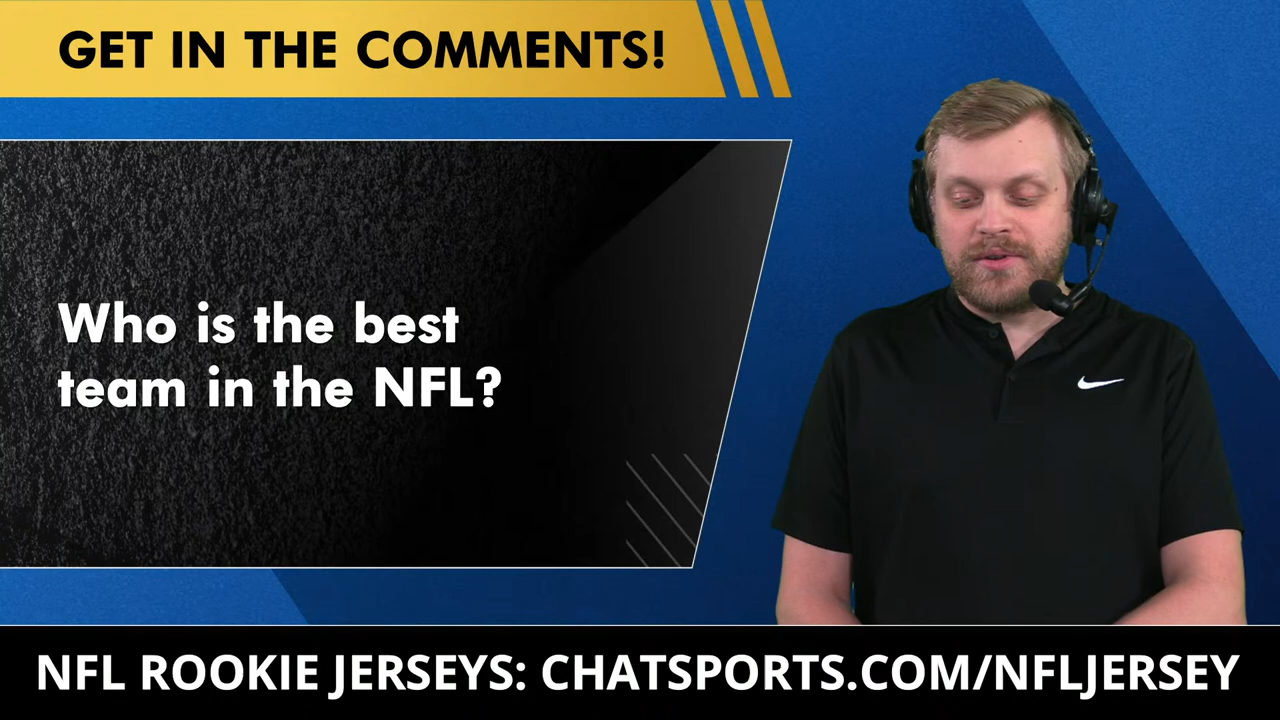 GET IN THE COMMENTS!
Who is the best
team in the NFL?
NFL ROOKIE JERSEYS: CHATSPORTS.COM/NFLJERSEY